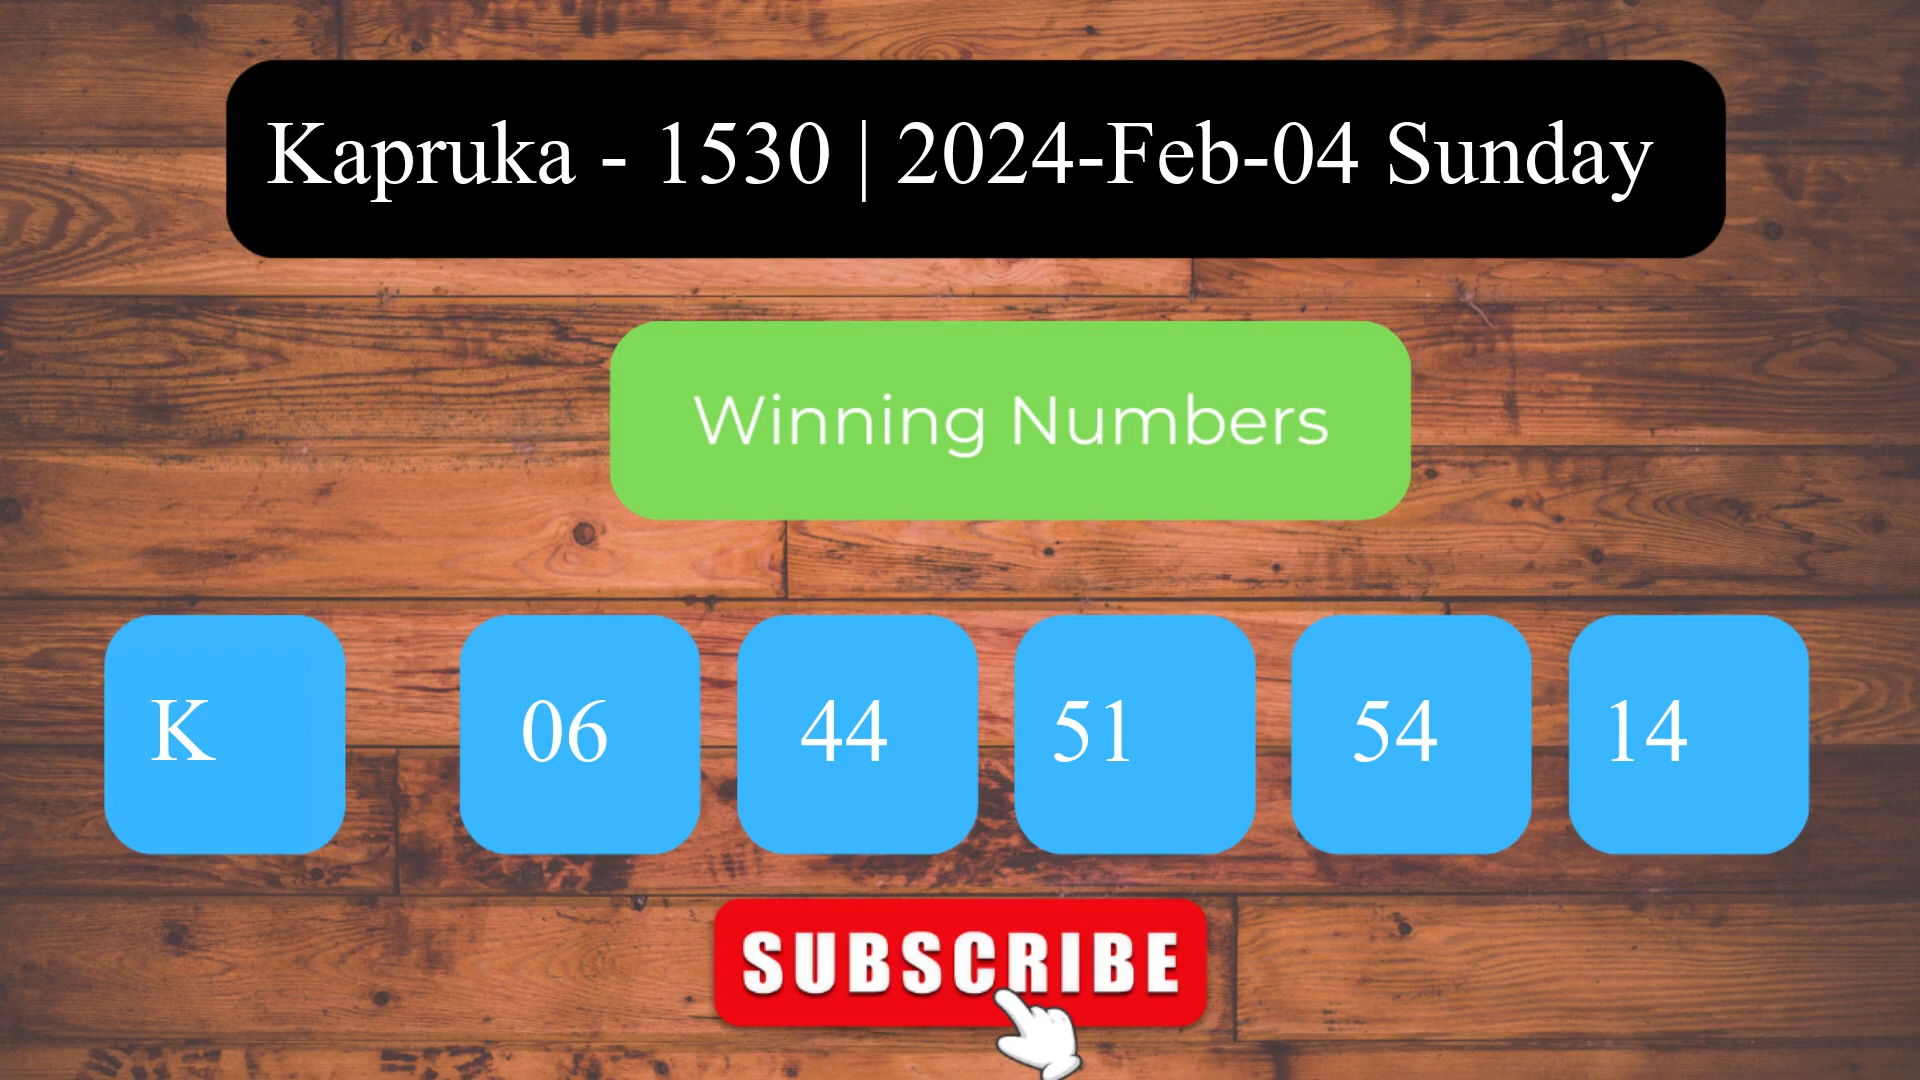 Kapruka - 1530 | 2024-Feb-04 Sunday
Winning Numbers
K 06 44 51 54 14
SUBSCRIBE